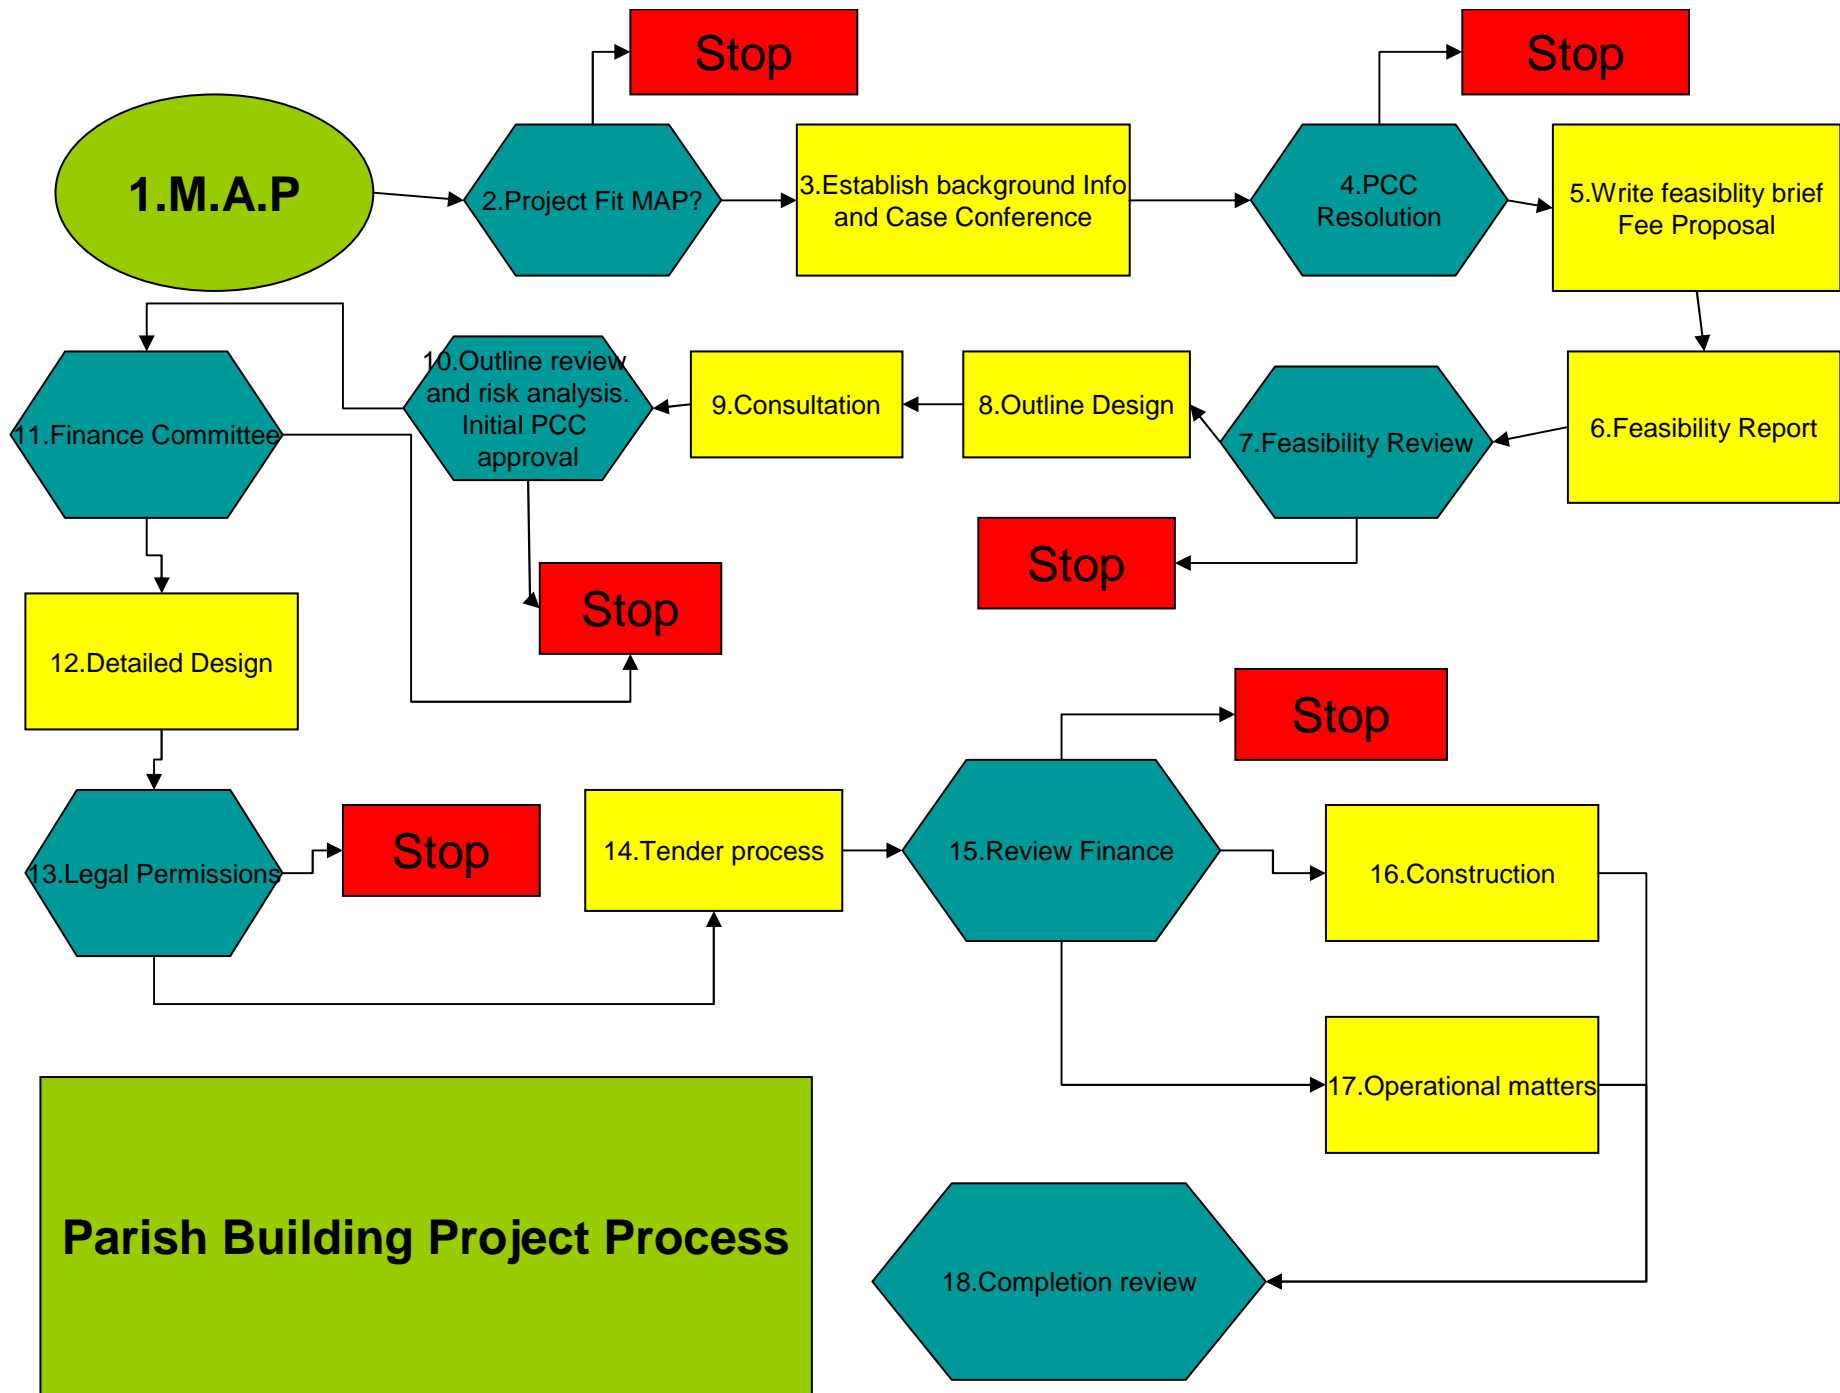 Stop
Stop
1.M.A.P
2.Project Fit MAP?
3.Establish background Info
and Case Conference
4.PCC
Resolution
5.Write feasiblity brief
Fee Proposal
11.Finance Committee
10.Outline review
and risk analysis.
Initial PCC
approval
9.Consultation
8.Outline Design
7.Feasibility Review
6.Feasibility Report
Stop
Stop
12.Detailed Design
Stop
13.Legal Permissions
Stop
14.Tender process
15.Review Finance
16.Construction
17.Operational matters
Parish Building Project Process
18.Completion review